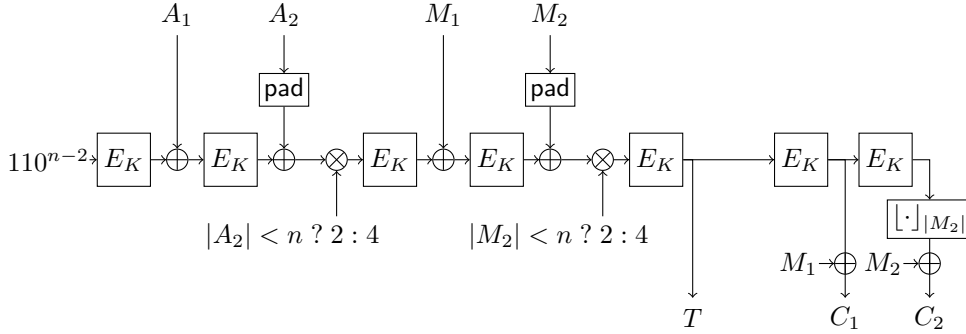 A₁ A₂ M₁ M₂
pad pad
110ⁿ⁻² E_K E_K E_K E_K E_K E_K E_K
|A₂| < n ? 2 : 4 |M₂| < n ? 2 : 4
⌊·⌋_|M₂|
M₁ M₂
T C₁ C₂